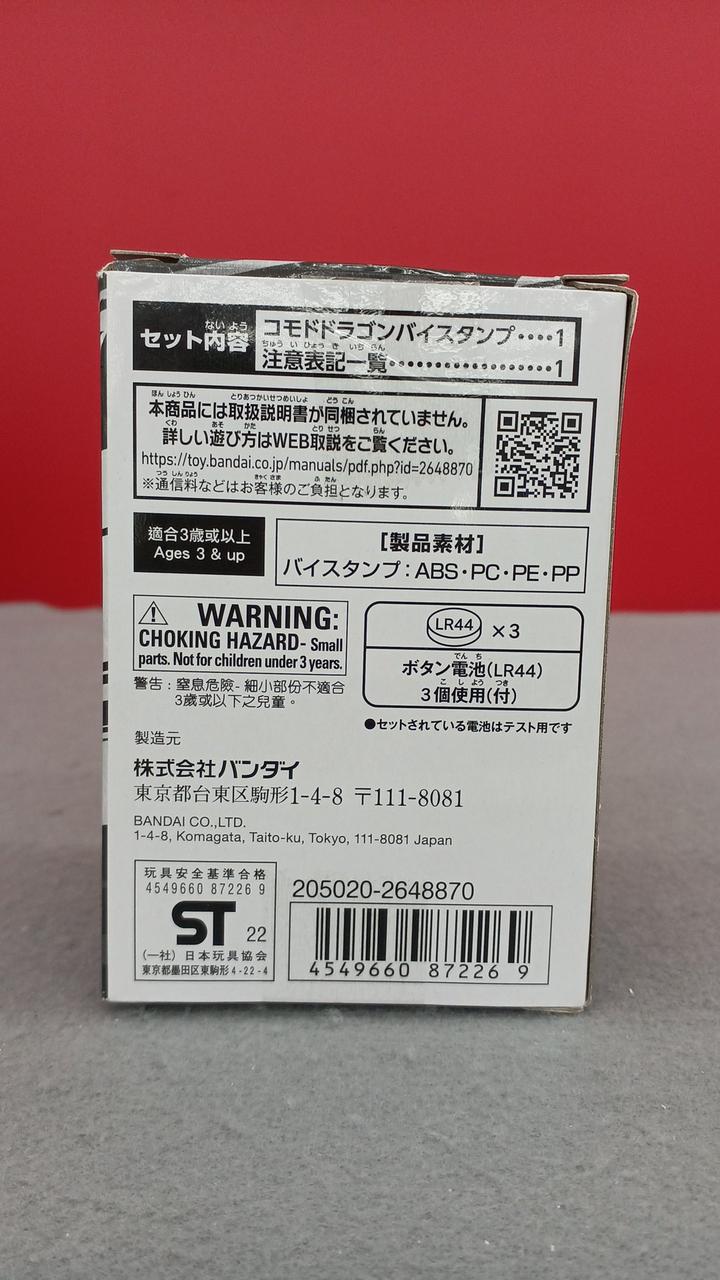 セット内容 コモドドラゴンバイスタンプ････1
注意表記一覧････････････････1
本商品には取扱説明書が同梱されていません。
詳しい遊び方はWEB取説をご覧ください。
https://toy.bandai.co.jp/manuals/pdf.php?id=2648870
※通信料などはお客様のご負担となります。
適合3歲或以上
Ages 3 & up
[製品素材]
バイスタンプ：ABS・PC・PE・PP
WARNING:
CHOKING HAZARD- Small
parts. Not for children under 3 years.
警告：窒息危險- 細小部份不適合
3歲或以下之兒童。
LR44 ×3
ボタン電池(LR44)
3個使用(付)
●セットされている電池はテスト用です
製造元
株式会社バンダイ
東京都台東区駒形1-4-8 〒111-8081
BANDAI CO.,LTD.
1-4-8, Komagata, Taito-ku, Tokyo, 111-8081 Japan
玩具安全基準合格
4549660 87226 9
ST 22
(一社) 日本玩具協会
東京都墨田区東駒形4-22-4
205020-2648870
4549660 87226 9